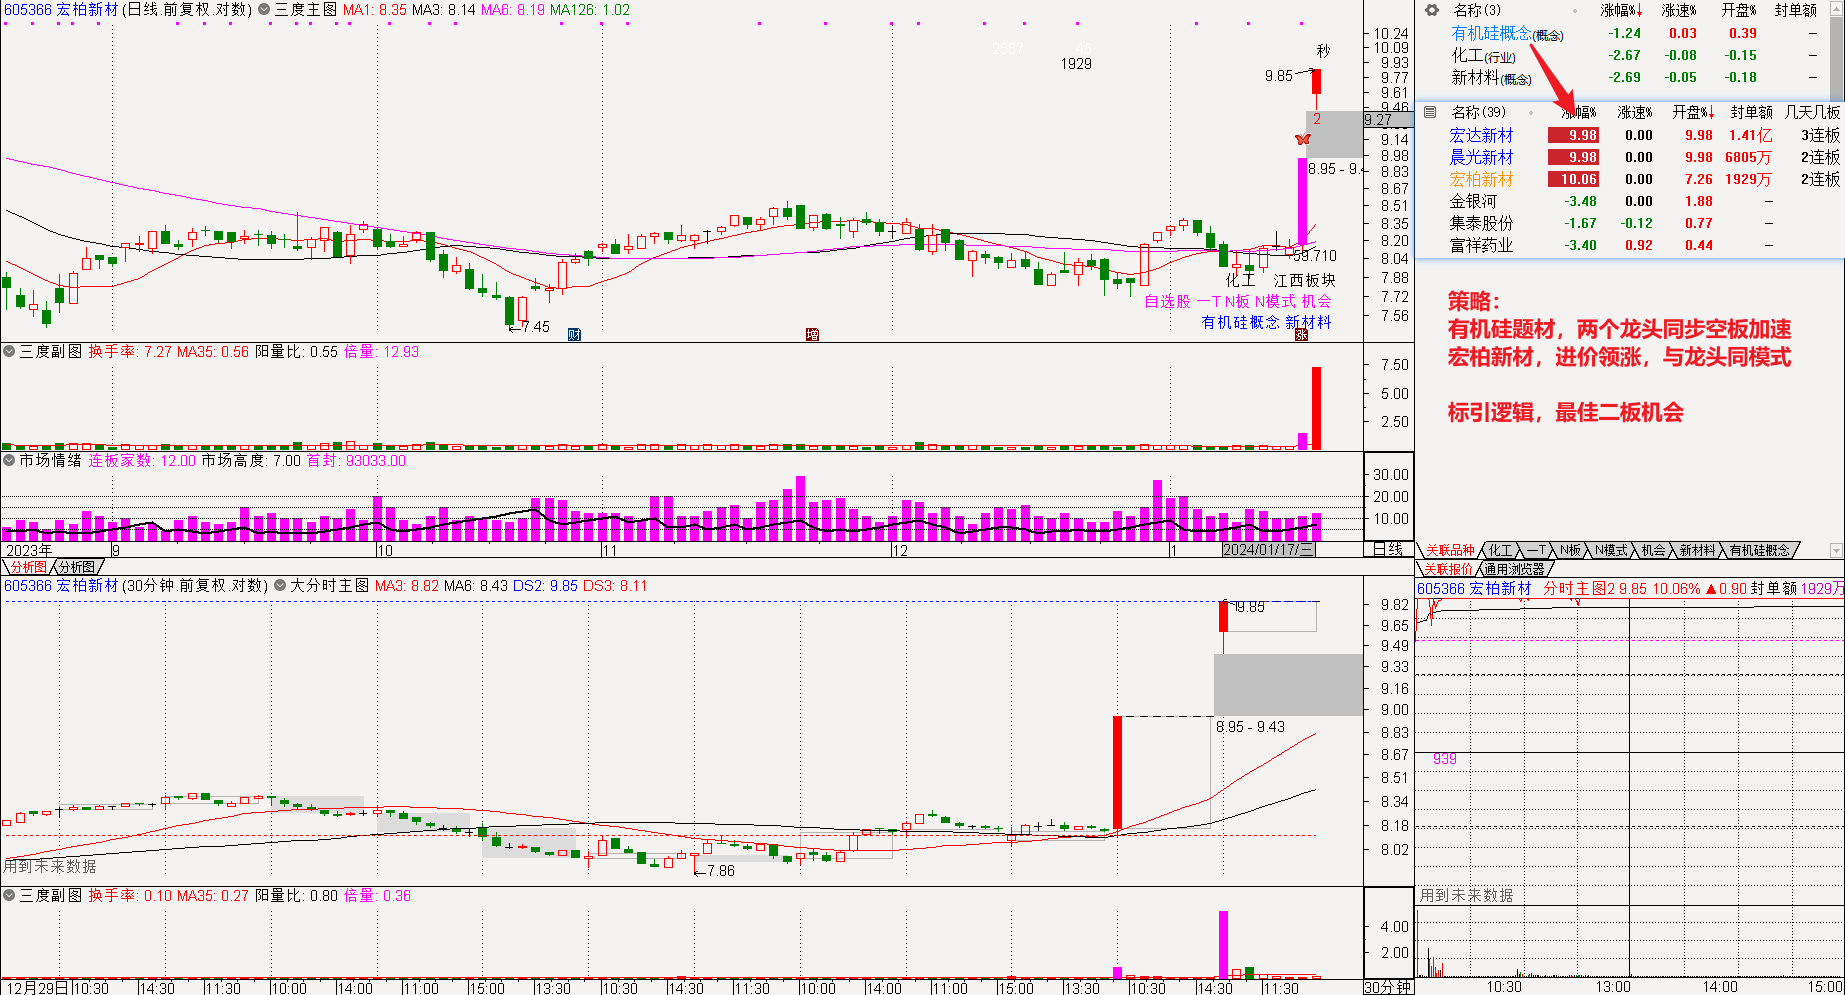 605366 宏柏新材(日线.前复权.对数) 三度主图 MA1: 8.35 MA3: 8.14 MA6: 8.19 MA126: 1.02
2587 45
1929
秒
9.85
2
8.95 - 9.4
59.710
化工 江西板块
自选股 一T N板 N模式 机会
有机硅概念 新材料
7.45
财
增
涨
10.24
10.09
9.93
9.77
9.61
9.46
9.27
9.14
8.98
8.83
8.67
8.51
8.35
8.20
8.04
7.88
7.72
7.56
三度副图 换手率: 7.27 MA35: 0.56 阳量比: 0.55 倍量: 12.93
7.50
5.00
2.50
市场情绪 连板家数: 12.00 市场高度: 7.00 首封: 93033.00
30.00
20.00
10.00
2023年 9 10 11 12 1 2024/01/17/三 日线
分析图 分析图
605366 宏柏新材(30分钟.前复权.对数) 大分时主图 MA3: 8.82 MA6: 8.43 DS2: 9.85 DS3: 8.11
9.85
8.95 - 9.43
7.86
用到未来数据
9.82
9.65
9.49
9.33
9.16
9.00
8.83
8.67
8.51
8.34
8.18
8.02
三度副图 换手率: 0.10 MA35: 0.27 阳量比: 0.80 倍量: 0.36
4.00
2.00
12月29日 10:30 14:30 11:30 10:00 14:00 11:00 15:00 13:30 10:30 14:30 11:30 10:00 14:00 11:00 15:00 13:30 10:30 14:30 11:30 30分钟
名称(3) 涨幅%↓ 涨速% 开盘% 封单额
有机硅概念(概念) -1.24 0.03 0.39 —
化工(行业) -2.67 -0.08 -0.15 —
新材料(概念) -2.69 -0.05 -0.18 —
名称(39) 涨幅% 涨速% 开盘%↓ 封单额 几天几板
宏达新材 9.98 0.00 9.98 1.41亿 3连板
晨光新材 9.98 0.00 9.98 6805万 2连板
宏柏新材 10.06 0.00 7.26 1929万 2连板
金银河 -3.48 0.00 1.88 —
集泰股份 -1.67 -0.12 0.77 —
富祥药业 -3.40 0.92 0.44 —
策略：
有机硅题材，两个龙头同步空板加速
宏柏新材，进价领涨，与龙头同模式
标引逻辑，最佳二板机会
关联品种 化工 一T N板 N模式 机会 新材料 有机硅概念
关联报价 通用浏览器
605366 宏柏新材 分时主图2 9.85 10.06% ▲0.90 封单额 1929万
939
用到未来数据
10:30 13:00 14:00 15:00